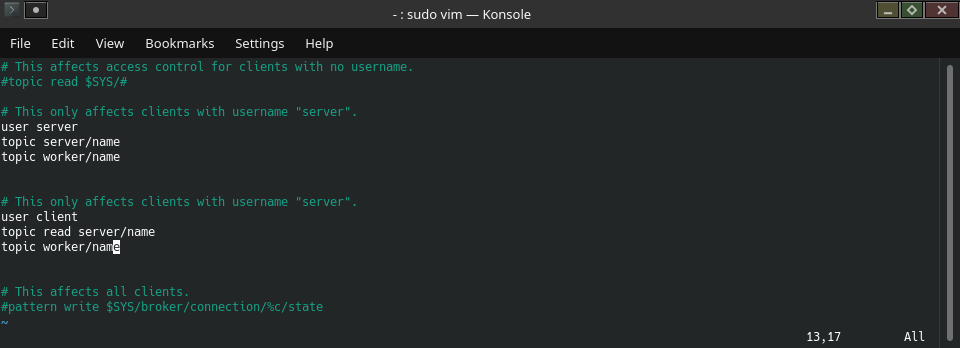 - : sudo vim — Konsole
File Edit View Bookmarks Settings Help
# This affects access control for clients with no username.
#topic read $SYS/#
# This only affects clients with username "server".
user server
topic server/name
topic worker/name
# This only affects clients with username "server".
user client
topic read server/name
topic worker/name
# This affects all clients.
#pattern write $SYS/broker/connection/%c/state
~
13,17 All